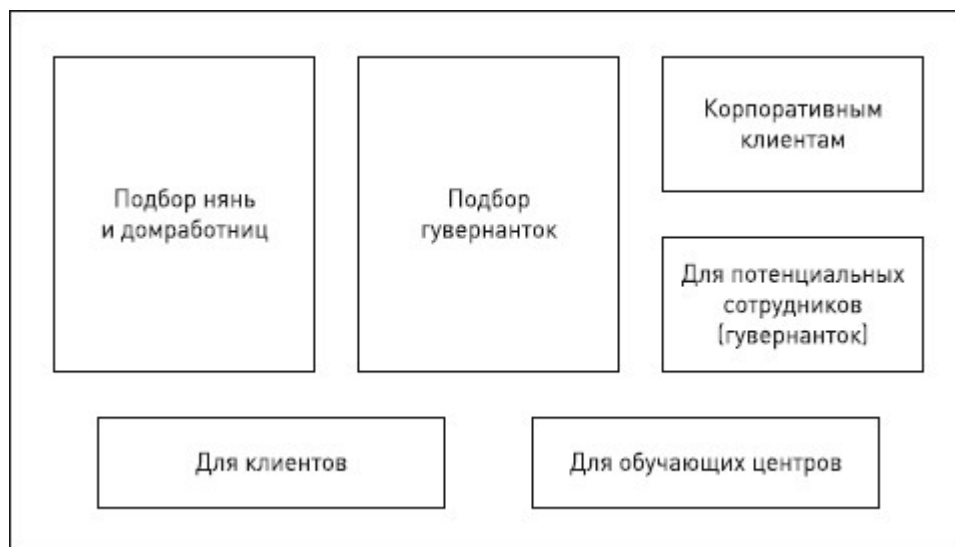 Подбор нянь
и домработниц
Подбор
гувернанток
Корпоративным
клиентам
Для потенциальных
сотрудников
(гувернанток)
Для клиентов
Для обучающих центров